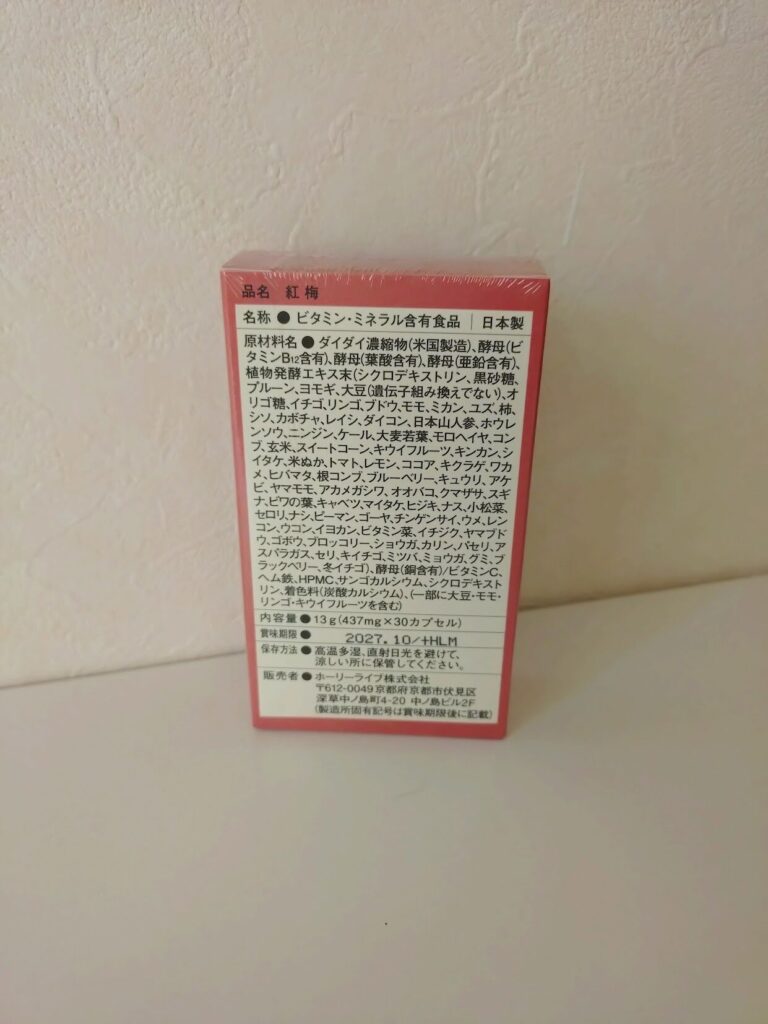 品名 紅梅
名称 ● ビタミン・ミネラル含有食品 | 日本製
原材料名 ● ダイダイ濃縮物(米国製造)、酵母(ビ
タミンB12含有)、酵母(葉酸含有)、酵母(亜鉛含有)、
植物発酵エキス末(シクロデキストリン、黒砂糖、
プルーン、ヨモギ、大豆(遺伝子組み換えでない)、オ
リゴ糖、イチゴ、リンゴ、ブドウ、モモ、ミカン、ユズ、柿、
シソ、カボチャ、レイシ、ダイコン、日本山人参、ホウレ
ンソウ、ニンジン、ケール、大麦若葉、モロヘイヤ、コン
ブ、玄米、スイートコーン、キウイフルーツ、キンカン、シ
イタケ、米ぬか、トマト、レモン、ココア、キクラゲ、ワカ
メ、ヒバマタ、根コンブ、ブルーベリー、キュウリ、アケ
ビ、ヤマモモ、アカメガシワ、オオバコ、クマザサ、スギ
ナ、ビワの葉、キャベツ、マイタケ、ヒジキ、ナス、小松菜、
セロリ、ナシ、ピーマン、ゴーヤ、チンゲンサイ、ウメ、レン
コン、ウコン、イヨカン、ビタミン菜、イチジク、ヤマブド
ウ、ゴボウ、ブロッコリー、ショウガ、カリン、パセリ、ア
スパラガス、セリ、キイチゴ、ミツバ、ミョウガ、グミ、ブ
ラックベリー、冬イチゴ)、酵母(銅含有)/ビタミンC、
ヘム鉄、HPMC、サンゴカルシウム、シクロデキスト
リン、着色料(炭酸カルシウム)、(一部に大豆・モモ・
リンゴ・キウイフルーツを含む)
内容量 ● 13g(437mg×30カプセル)
賞味期限 ● 2027.10/+HLM
保存方法 ● 高温多湿、直射日光を避けて、
涼しい所に保管してください。
販売者 ● ホーリーライブ株式会社
〒612-0049 京都府京都市伏見区
深草中ノ島町4-20 中ノ島ビル2F
(製造所固有記号は賞味期限後に記載)